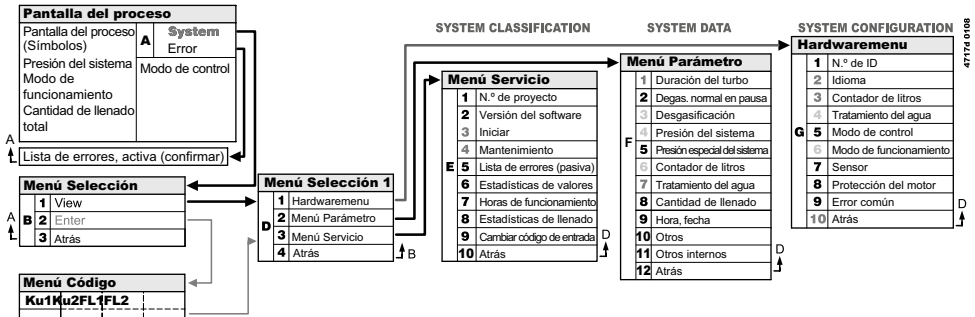 Pantalla del proceso
Pantalla del proceso
(Símbolos)
Presión del sistema
Modo de
funcionamiento
Cantidad de llenado
total
A
System
Error
Modo de control
A
Lista de errores, activa (confirmar)
Menú Selección
A
B
1 View
2 Enter
3 Atrás
Menú Código
Ku1Ku2FL1FL2
Menú Selección 1
D
1 Hardwaremenu
2 Menú Parámetro
3 Menú Servicio
4 Atrás
B
SYSTEM CLASSIFICATION
Menú Servicio
E
1 N.º de proyecto
2 Versión del software
3 Iniciar
4 Mantenimiento
5 Lista de errores (pasiva)
6 Estadísticas de valores
7 Horas de funcionamiento
8 Estadísticas de llenado
9 Cambiar código de entrada
10 Atrás
D
SYSTEM DATA
Menú Parámetro
F
1 Duración del turbo
2 Degas. normal en pausa
3 Desgasificación
4 Presión del sistema
5 Presión especial del sistema
6 Contador de litros
7 Tratamiento del agua
8 Cantidad de llenado
9 Hora, fecha
10 Otros
11 Otros internos
12 Atrás
D
SYSTEM CONFIGURATION
Hardwaremenu
G
1 N.º de ID
2 Idioma
3 Contador de litros
4 Tratamiento del agua
5 Modo de control
6 Modo de funcionamiento
7 Sensor
8 Protección del motor
9 Error común
10 Atrás
D
4717d 0108